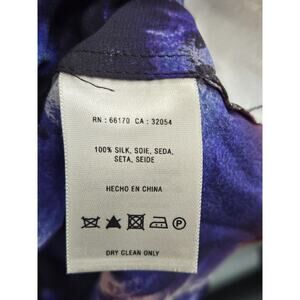 RN : 66170 CA : 32054
100% SILK, SOIE, SEDA,
SETA, SEIDE
HECHO EN CHINA
P
DRY CLEAN ONLY